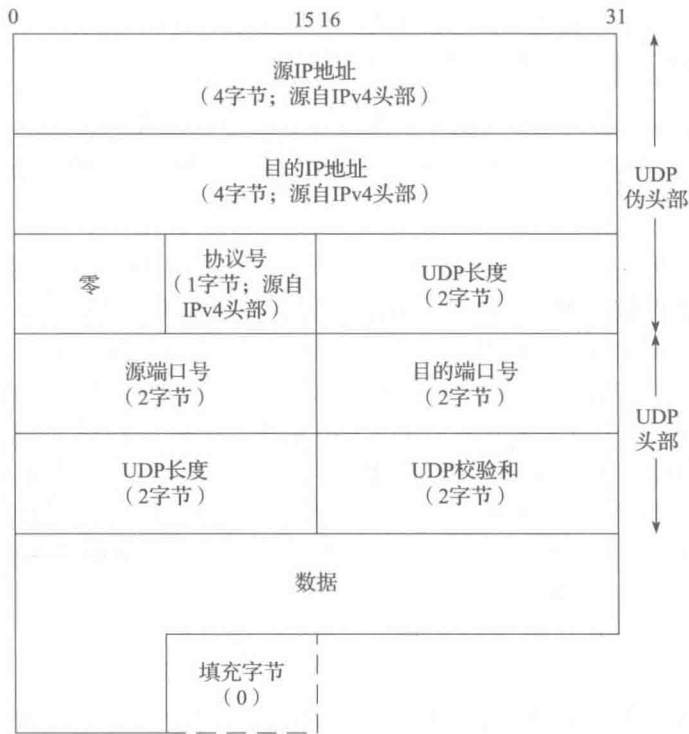 0 15 16 31
源IP地址
（4字节；源自IPv4头部）
目的IP地址
（4字节；源自IPv4头部）
UDP
伪头部
零
协议号
（1字节；源自
IPv4头部）
UDP长度
（2字节）
源端口号
（2字节）
目的端口号
（2字节）
UDP
头部
UDP长度
（2字节）
UDP校验和
（2字节）
数据
填充字节
（0）